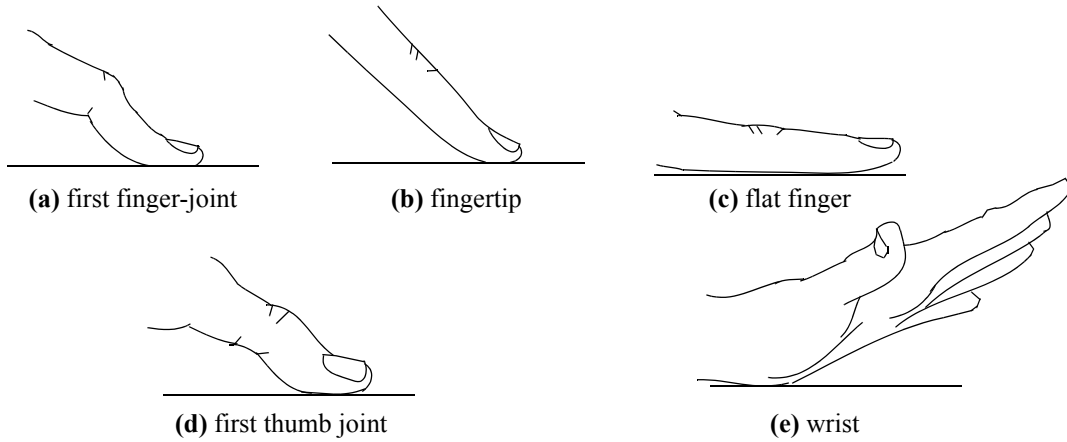 (a) first finger-joint
(b) fingertip
(c) flat finger
(d) first thumb joint
(e) wrist